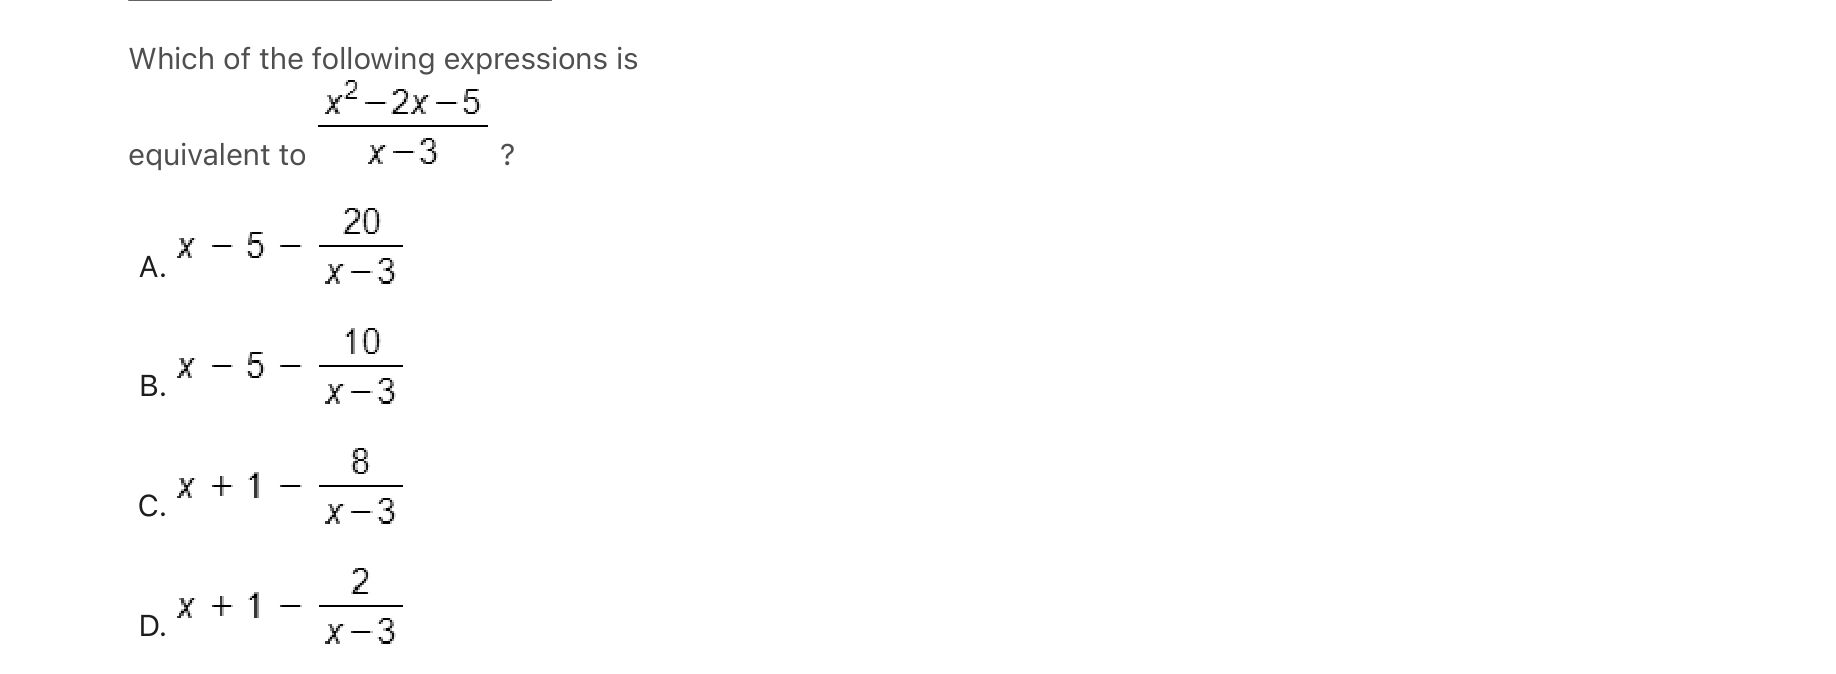 Which of the following expressions is
equivalent to \frac{x^2-2x-5}{x-3} ?
A. x - 5 - \frac{20}{x-3}
B. x - 5 - \frac{10}{x-3}
C. x + 1 - \frac{8}{x-3}
D. x + 1 - \frac{2}{x-3}